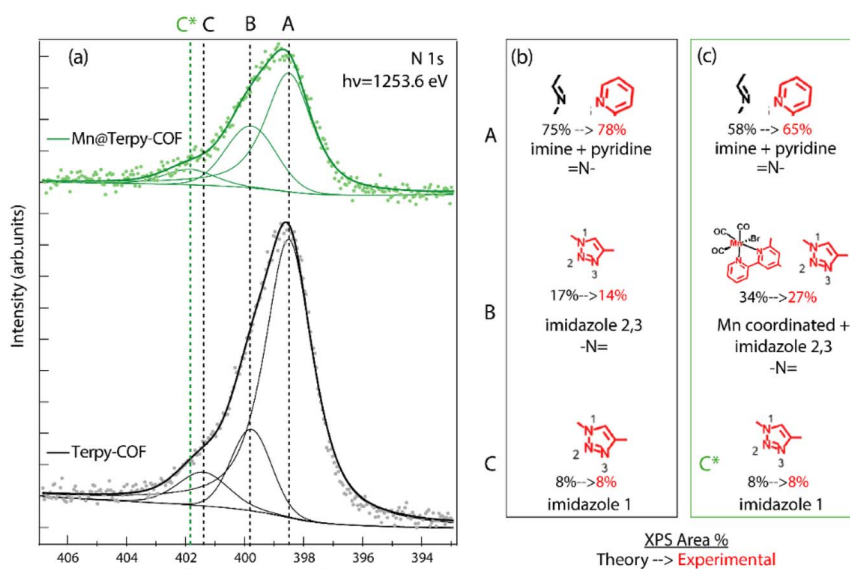 C* C B A
(a)
N 1s
hν=1253.6 eV
Mn@Terpy-COF
Terpy-COF
Intensity (arb.units)
406 404 402 400 398 396 394
(b)
A
N
N
75% --> 78%
imine + pyridine
=N-
B
1
N
2 N=N 3
17%-->14%
imidazole 2,3
-N=
C
1
N
2 N=N 3
8%-->8%
imidazole 1
(c)
N
N
58% --> 65%
imine + pyridine
=N-
CO
OC
Mn
Br
OC
N
N
1
N
2 N=N 3
34%-->27%
Mn coordinated +
imidazole 2,3
-N=
C*
1
N
2 N=N 3
8%-->8%
imidazole 1
XPS Area %
Theory --> Experimental